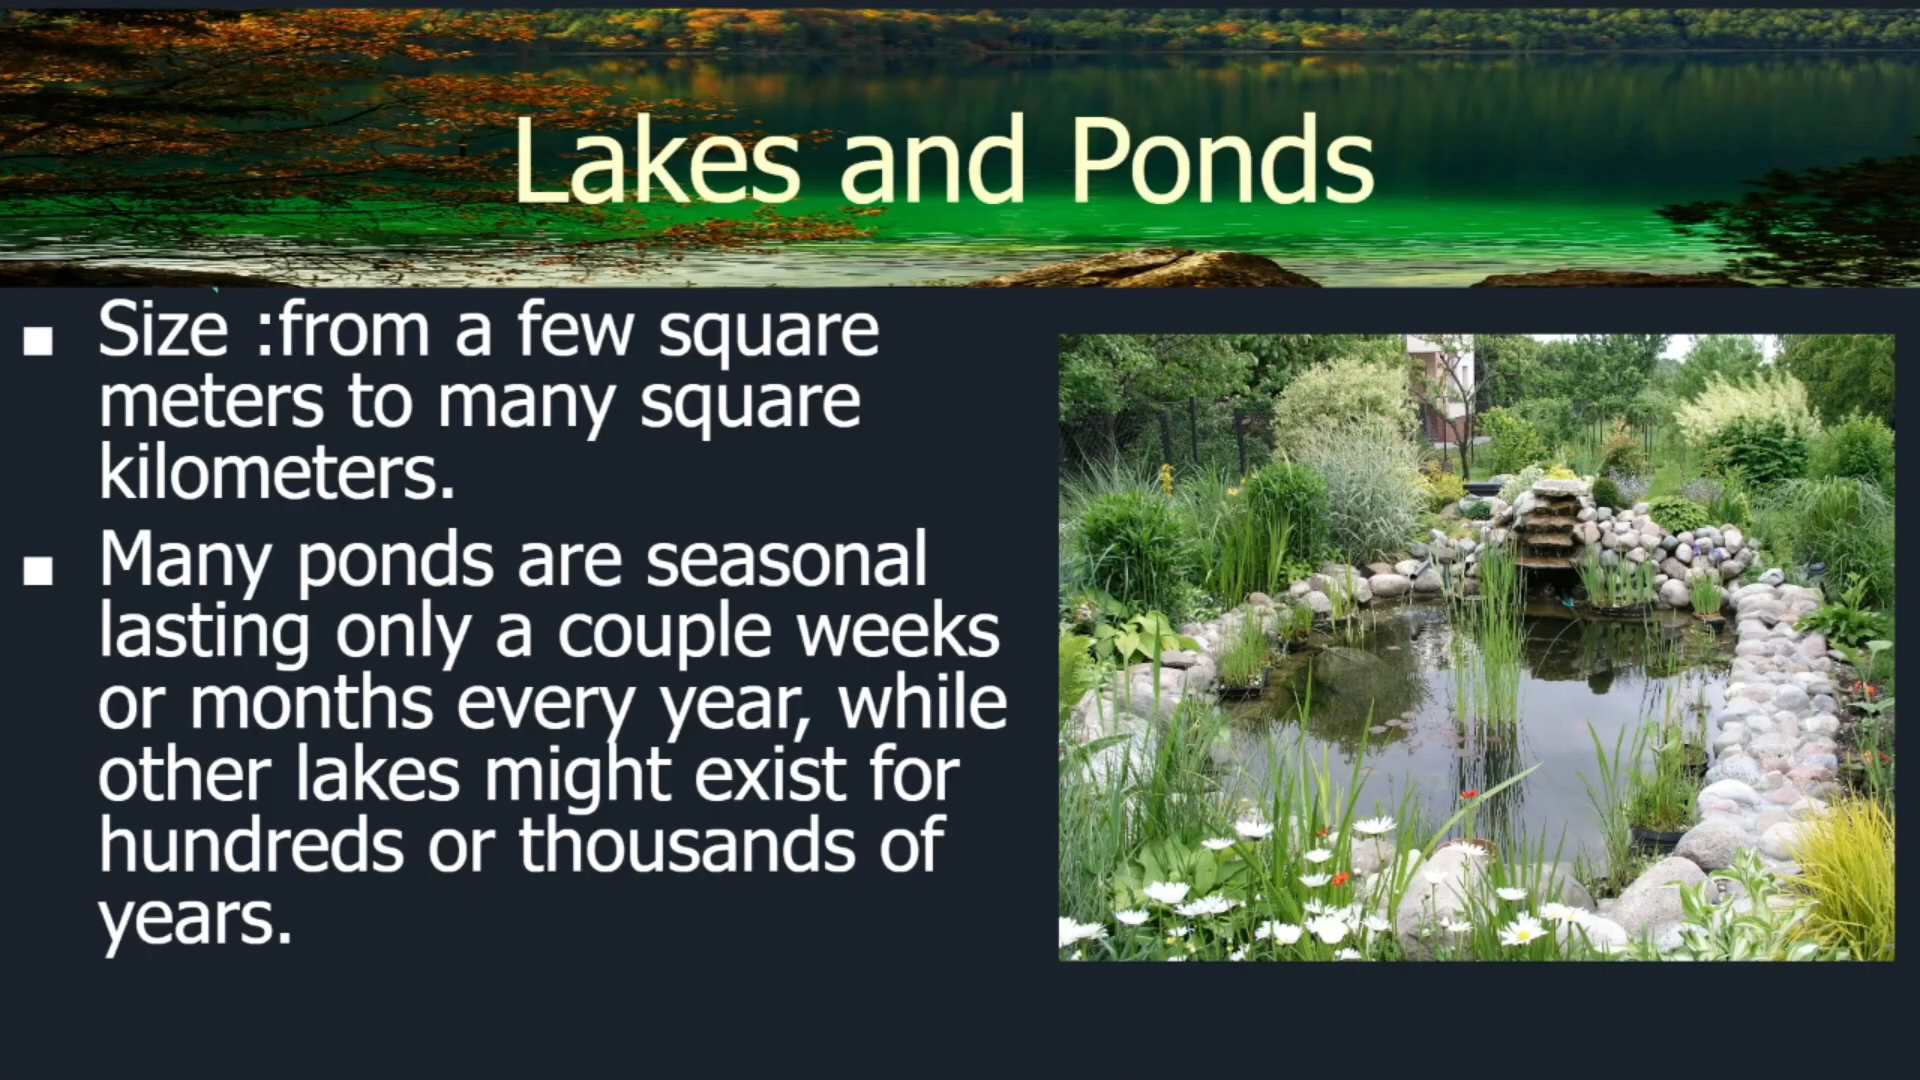 Lakes and Ponds
Size :from a few square
meters to many square
kilometers.
Many ponds are seasonal
lasting only a couple weeks
or months every year, while
other lakes might exist for
hundreds or thousands of
years.